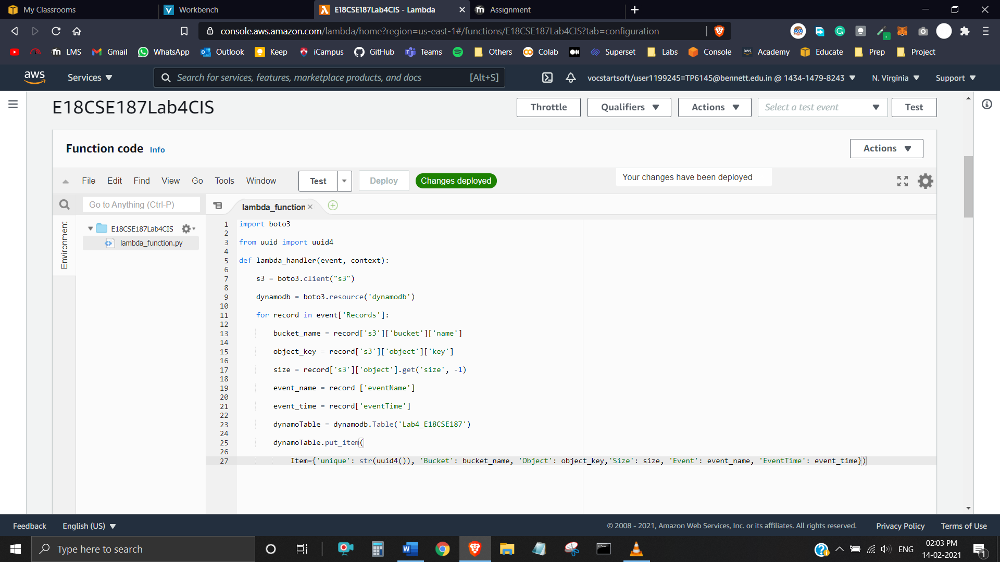 My Classrooms
Workbench
E18CSE187Lab4CIS - Lambda
Assignment
console.aws.amazon.com/lambda/home?region=us-east-1#/functions/E18CSE187Lab4CIS?tab=configuration
LMS Gmail WhatsApp Outlook Keep iCampus GitHub Teams Others Colab Superset Labs Console aws Academy Educate Prep Project
aws Services Search for services, features, marketplace products, and docs [Alt+S] vocstartsoft/user1199245=TP6145@bennett.edu.in @ 1434-1479-8243 N. Virginia Support
E18CSE187Lab4CIS
Throttle Qualifiers Actions Select a test event Test
Function code Info
Actions
File Edit Find View Go Tools Window Test Deploy Changes deployed
Your changes have been deployed
Go to Anything (Ctrl-P)
lambda_function
Environment
E18CSE187Lab4CIS
lambda_function.py
1 import boto3
2
3 from uuid import uuid4
4
5 def lambda_handler(event, context):
6
7 s3 = boto3.client("s3")
8
9 dynamodb = boto3.resource('dynamodb')
10
11 for record in event['Records']:
12
13 bucket_name = record['s3']['bucket']['name']
14
15 object_key = record['s3']['object']['key']
16
17 size = record['s3']['object'].get('size', -1)
18
19 event_name = record ['eventName']
20
21 event_time = record['eventTime']
22
23 dynamoTable = dynamodb.Table('Lab4_E18CSE187')
24
25 dynamoTable.put_item(
26
27 Item={'unique': str(uuid4()), 'Bucket': bucket_name, 'Object': object_key,'Size': size, 'Event': event_name, 'EventTime': event_time})
Feedback English (US) © 2008 - 2021, Amazon Web Services, Inc. or its affiliates. All rights reserved. Privacy Policy Terms of Use
Type here to search
ENG
02:03 PM
14-02-2021
1